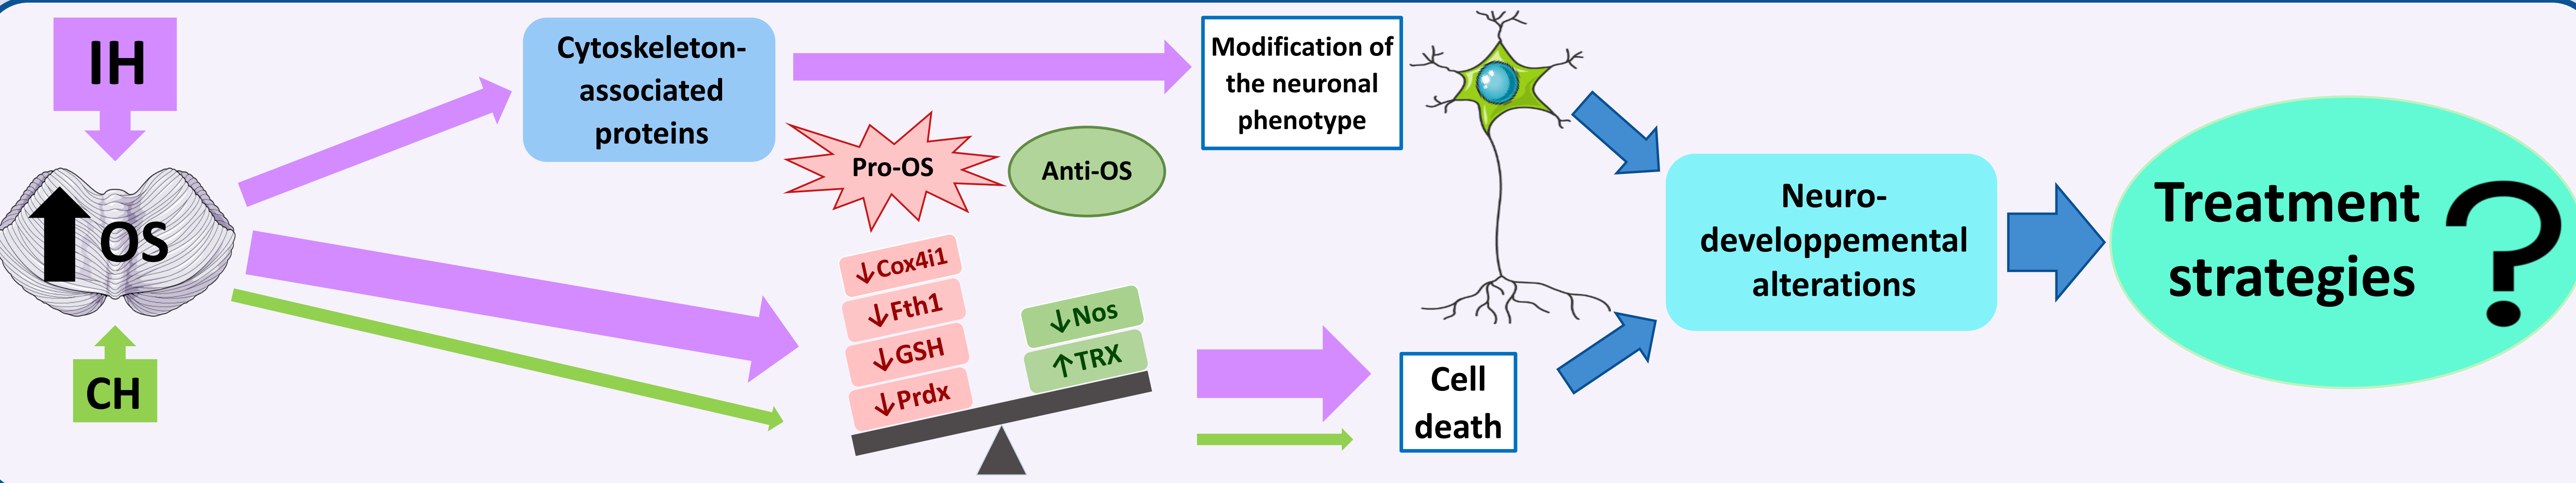 IH
OS
CH
Cytoskeleton-
associated
proteins
Pro-OS
Anti-OS
↓Cox4i1
↓Fth1
↓GSH
↓Prdx
↓Nos
↑TRX
Modification of
the neuronal
phenotype
Cell
death
Neuro-
developpemental
alterations
Treatment
strategies
?